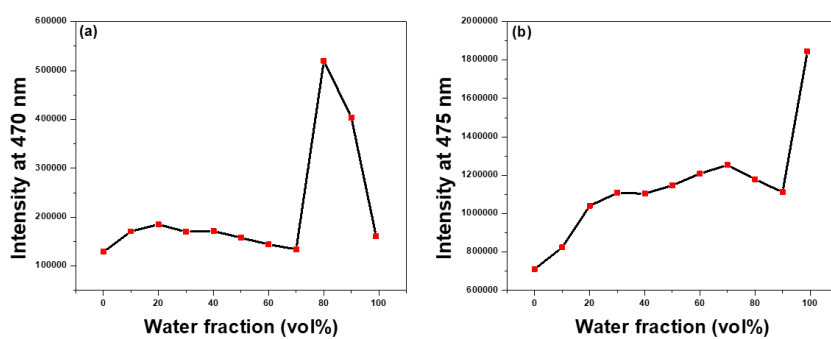 (a)
600000
500000
400000
300000
200000
100000
Intensity at 470 nm
0 20 40 60 80 100
Water fraction (vol%)
(b)
2000000
1800000
1600000
1400000
1200000
1000000
800000
600000
Intensity at 475 nm
0 20 40 60 80 100
Water fraction (vol%)